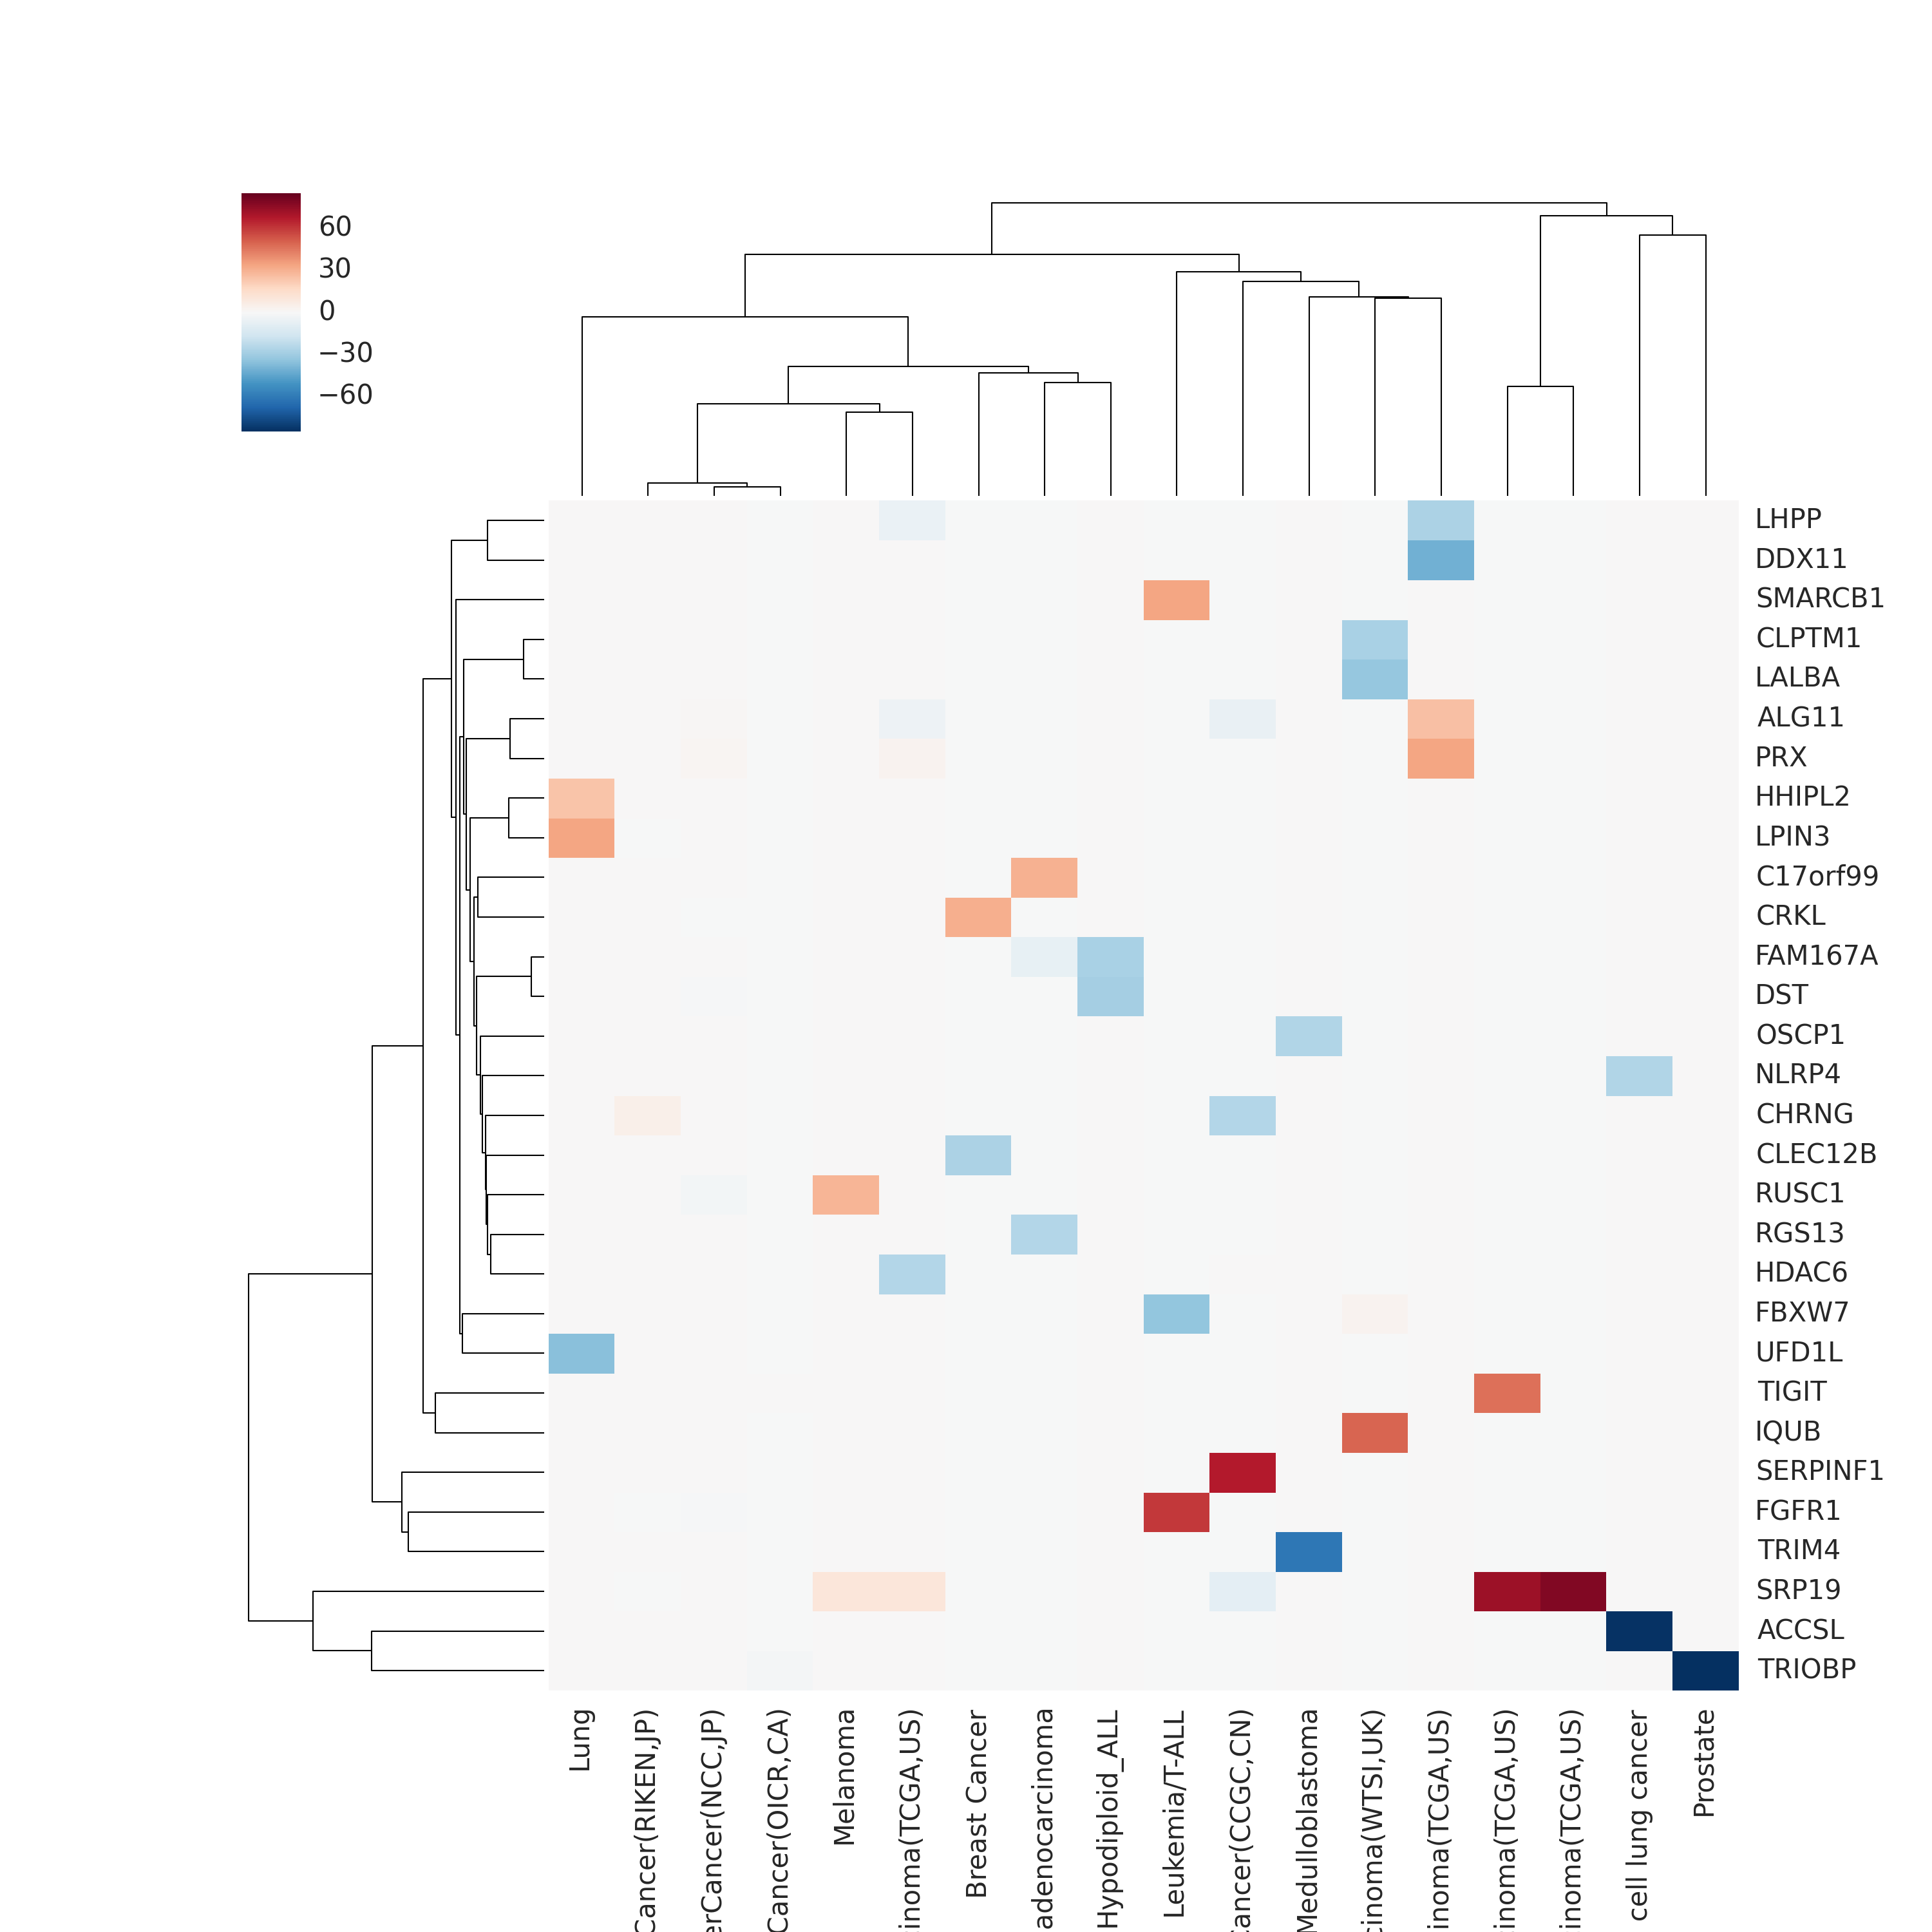 60
30
0
−30
−60
LHPP
DDX11
SMARCB1
CLPTM1
LALBA
ALG11
PRX
HHIPL2
LPIN3
C17orf99
CRKL
FAM167A
DST
OSCP1
NLRP4
CHRNG
CLEC12B
RUSC1
RGS13
HDAC6
FBXW7
UFD1L
TIGIT
IQUB
SERPINF1
FGFR1
TRIM4
SRP19
ACCSL
TRIOBP
Lung
Cancer(RIKEN,JP)
erCancer(NCC,JP)
Cancer(OICR,CA)
Melanoma
inoma(TCGA,US)
Breast Cancer
adenocarcinoma
Hypodiploid_ALL
Leukemia/T-ALL
ancer(CCGC,CN)
Medulloblastoma
cinoma(WTSI,UK)
inoma(TCGA,US)
inoma(TCGA,US)
inoma(TCGA,US)
cell lung cancer
Prostate